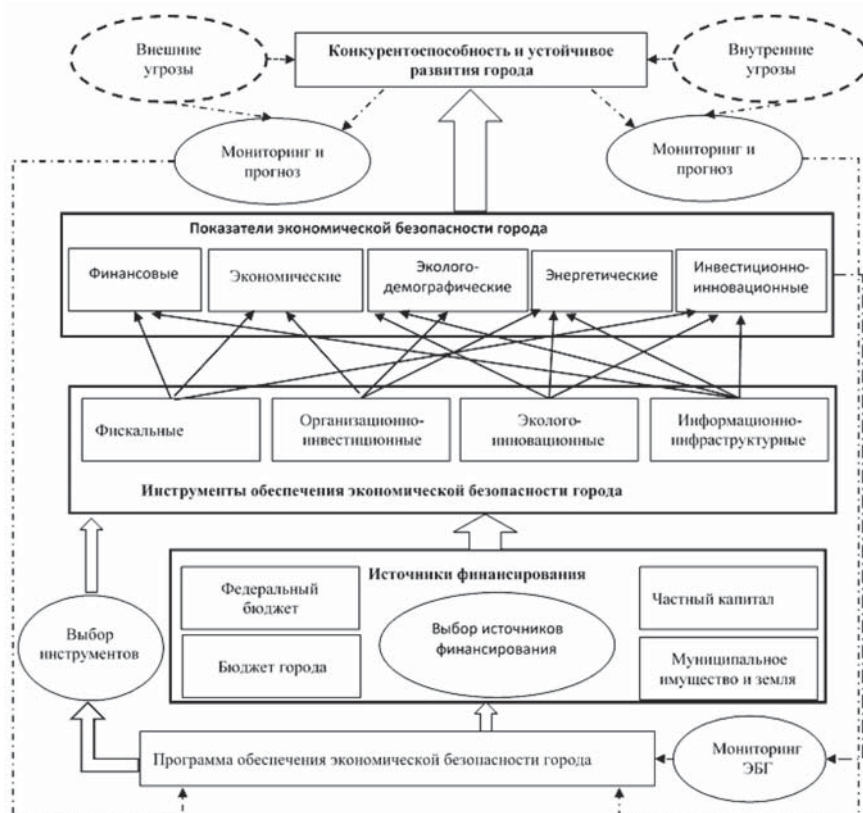 Внешние
угрозы
Конкурентоспособность и устойчивое
развития города
Внутренние
угрозы
Мониторинг и
прогноз
Мониторинг и
прогноз
Показатели экономической безопасности города
Финансовые
Экономические
Эколого-
демографические
Энергетические
Инвестиционно-
инновационные
Фискальные
Организационно-
инвестиционные
Эколого-
инновационные
Информационно-
инфраструктурные
Инструменты обеспечения экономической безопасности города
Источники финансирования
Федеральный
бюджет
Частный капитал
Выбор
инструментов
Выбор источников
финансирования
Бюджет города
Муниципальное
имущество и земля
Программа обеспечения экономической безопасности города
Мониторинг
ЭБГ